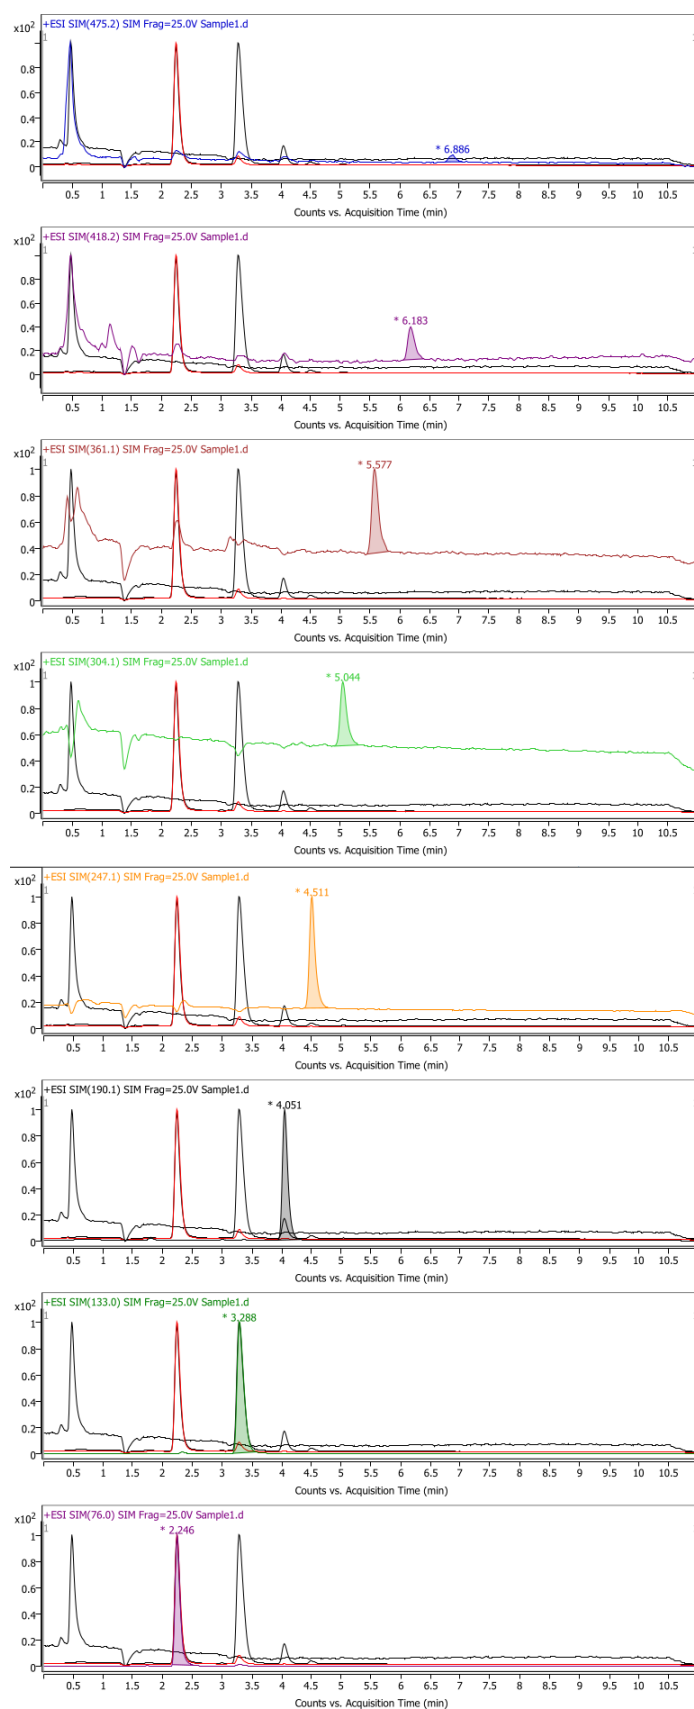 +ESI SIM(475.2) SIM Frag=25.0V Sample1.d
x10²
1
1
0.8
0.6
0.4
0.2
0
* 6.886
0.5 1 1.5 2 2.5 3 3.5 4 4.5 5 5.5 6 6.5 7 7.5 8 8.5 9 9.5 10 10.5
Counts vs. Acquisition Time (min)
+ESI SIM(418.2) SIM Frag=25.0V Sample1.d
x10²
1
1
0.8
0.6
0.4
0.2
0
* 6.183
0.5 1 1.5 2 2.5 3 3.5 4 4.5 5 5.5 6 6.5 7 7.5 8 8.5 9 9.5 10 10.5
Counts vs. Acquisition Time (min)
+ESI SIM(361.1) SIM Frag=25.0V Sample1.d
x10²
1
1
0.8
0.6
0.4
0.2
0
* 5.577
0.5 1 1.5 2 2.5 3 3.5 4 4.5 5 5.5 6 6.5 7 7.5 8 8.5 9 9.5 10 10.5
Counts vs. Acquisition Time (min)
+ESI SIM(304.1) SIM Frag=25.0V Sample1.d
x10²
1
1
0.8
0.6
0.4
0.2
0
* 5.044
0.5 1 1.5 2 2.5 3 3.5 4 4.5 5 5.5 6 6.5 7 7.5 8 8.5 9 9.5 10 10.5
Counts vs. Acquisition Time (min)
+ESI SIM(247.1) SIM Frag=25.0V Sample1.d
x10²
1
1
0.8
0.6
0.4
0.2
0
* 4.511
0.5 1 1.5 2 2.5 3 3.5 4 4.5 5 5.5 6 6.5 7 7.5 8 8.5 9 9.5 10 10.5
Counts vs. Acquisition Time (min)
+ESI SIM(190.1) SIM Frag=25.0V Sample1.d
x10²
1
1
0.8
0.6
0.4
0.2
0
* 4.051
0.5 1 1.5 2 2.5 3 3.5 4 4.5 5 5.5 6 6.5 7 7.5 8 8.5 9 9.5 10 10.5
Counts vs. Acquisition Time (min)
+ESI SIM(133.0) SIM Frag=25.0V Sample1.d
x10²
1
1
0.8
0.6
0.4
0.2
0
* 3.288
0.5 1 1.5 2 2.5 3 3.5 4 4.5 5 5.5 6 6.5 7 7.5 8 8.5 9 9.5 10 10.5
Counts vs. Acquisition Time (min)
+ESI SIM(76.0) SIM Frag=25.0V Sample1.d
x10²
1
1
0.8
0.6
0.4
0.2
0
* 2.246
0.5 1 1.5 2 2.5 3 3.5 4 4.5 5 5.5 6 6.5 7 7.5 8 8.5 9 9.5 10 10.5
Counts vs. Acquisition Time (min)